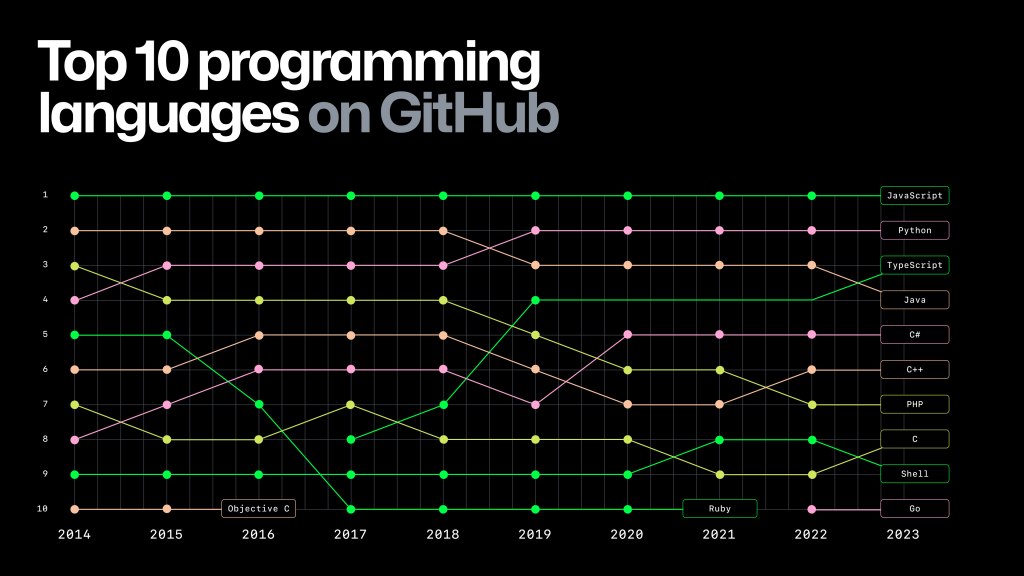 Top 10 programming
languages on GitHub
1
JavaScript
2
Python
3
TypeScript
4
Java
5
C#
6
C++
7
PHP
8
C
9
Shell
10
Objective C
Ruby
Go
2014 2015 2016 2017 2018 2019 2020 2021 2022 2023